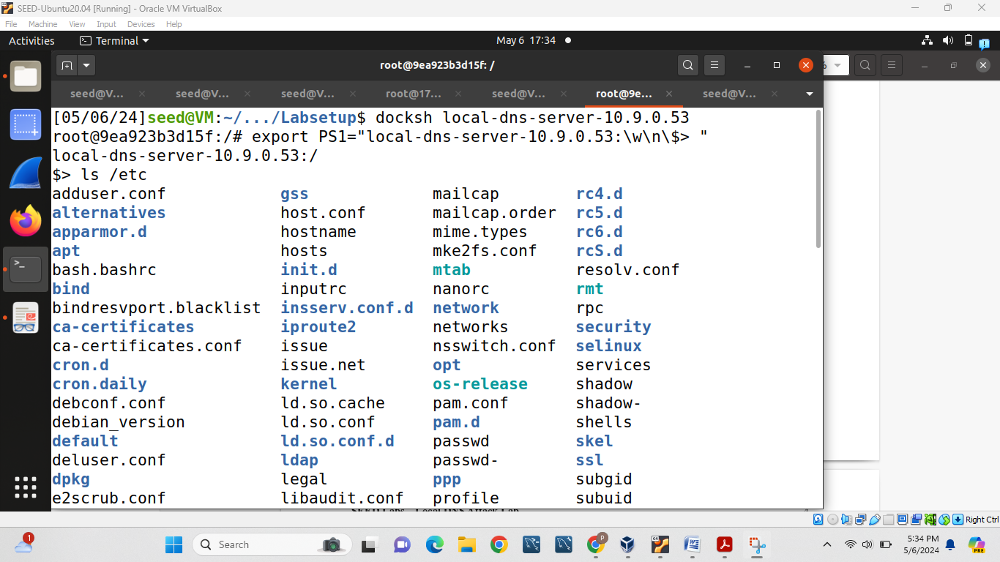 SEED-Ubuntu20.04 [Running] - Oracle VM VirtualBox
File Machine View Input Devices Help
Activities Terminal May 6 17:34
root@9ea923b3d15f: /
seed@V... seed@V... seed@V... root@17... seed@V... root@9e... seed@V...
[05/06/24]seed@VM:~/.../Labsetup$ docksh local-dns-server-10.9.0.53
root@9ea923b3d15f:/# export PS1="local-dns-server-10.9.0.53:\w\n\$> "
local-dns-server-10.9.0.53:/
$> ls /etc
adduser.conf gss mailcap rc4.d
alternatives host.conf mailcap.order rc5.d
apparmor.d hostname mime.types rc6.d
apt hosts mke2fs.conf rcS.d
bash.bashrc init.d mtab resolv.conf
bind inputrc nanorc rmt
bindresvport.blacklist insserv.conf.d network rpc
ca-certificates iproute2 networks security
ca-certificates.conf issue nsswitch.conf selinux
cron.d issue.net opt services
cron.daily kernel os-release shadow
debconf.conf ld.so.cache pam.conf shadow-
debian_version ld.so.conf pam.d shells
default ld.so.conf.d passwd skel
deluser.conf ldap passwd- ssl
dpkg legal ppp subgid
e2scrub.conf libaudit.conf profile subuid
Right Ctrl
1 Search 5:34 PM
5/6/2024
PRE